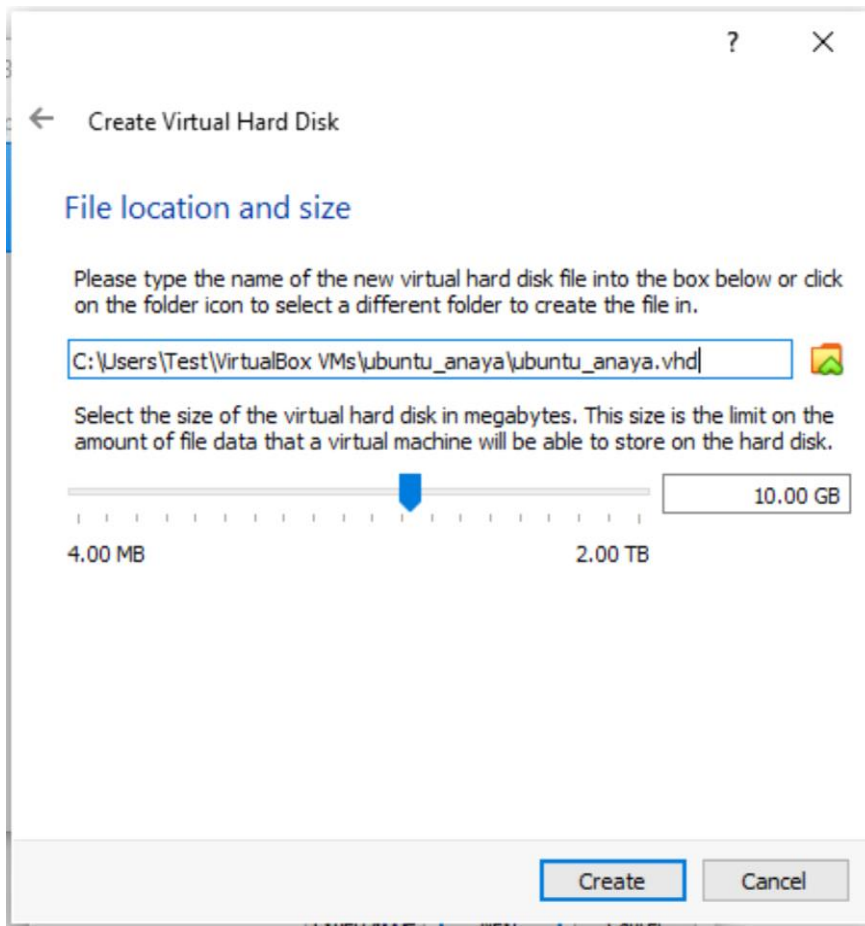 ?
Create Virtual Hard Disk
File location and size
Please type the name of the new virtual hard disk file into the box below or click
on the folder icon to select a different folder to create the file in.
C:\Users\Test\VirtualBox VMs\ubuntu_anaya\ubuntu_anaya.vhd
Select the size of the virtual hard disk in megabytes. This size is the limit on the
amount of file data that a virtual machine will be able to store on the hard disk.
10.00 GB
4.00 MB 2.00 TB
Create Cancel